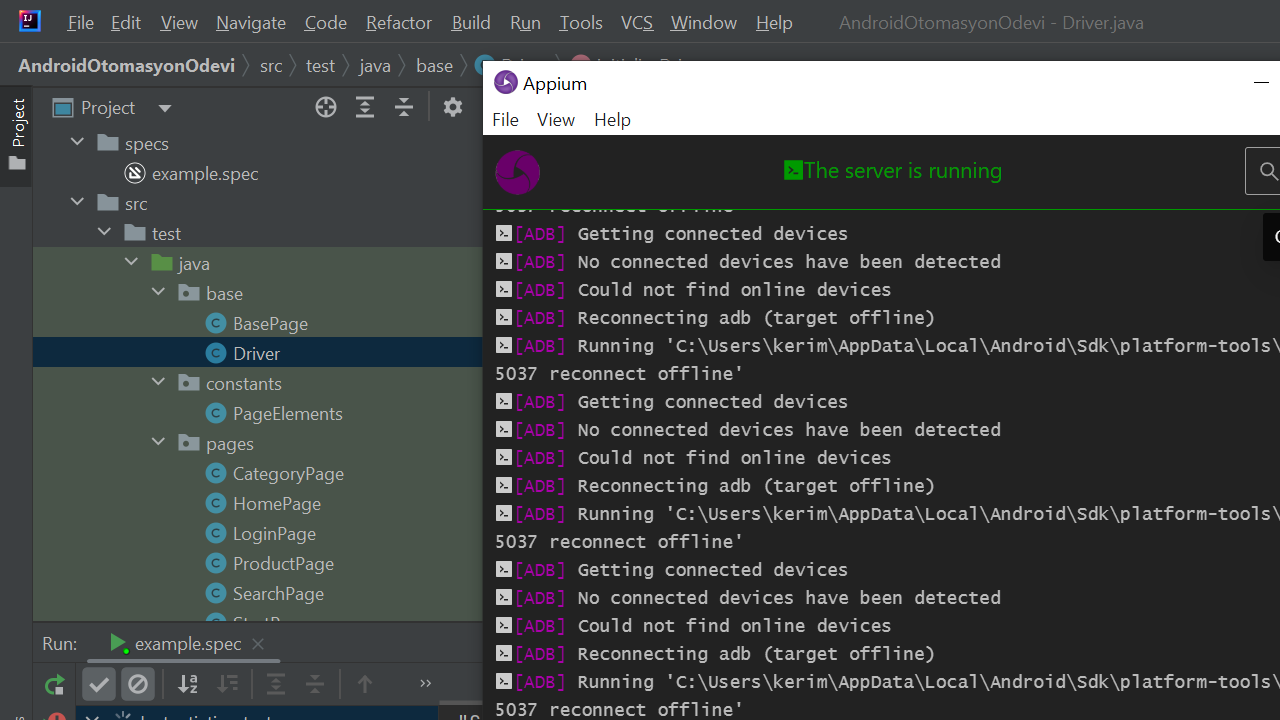 File Edit View Navigate Code Refactor Build Run Tools VCS Window Help AndroidOtomasyonOdevi - Driver.java
AndroidOtomasyonOdevi src test java base
Project
Project
specs
example.spec
src
test
java
base
BasePage
Driver
constants
PageElements
pages
CategoryPage
HomePage
LoginPage
ProductPage
SearchPage
Run: example.spec
Appium
File View Help
The server is running
5037 reconnect offline'
[ADB] Getting connected devices
[ADB] No connected devices have been detected
[ADB] Could not find online devices
[ADB] Reconnecting adb (target offline)
[ADB] Running 'C:\Users\kerim\AppData\Local\Android\Sdk\platform-tools\
5037 reconnect offline'
[ADB] Getting connected devices
[ADB] No connected devices have been detected
[ADB] Could not find online devices
[ADB] Reconnecting adb (target offline)
[ADB] Running 'C:\Users\kerim\AppData\Local\Android\Sdk\platform-tools\
5037 reconnect offline'
[ADB] Getting connected devices
[ADB] No connected devices have been detected
[ADB] Could not find online devices
[ADB] Reconnecting adb (target offline)
[ADB] Running 'C:\Users\kerim\AppData\Local\Android\Sdk\platform-tools\
5037 reconnect offline'